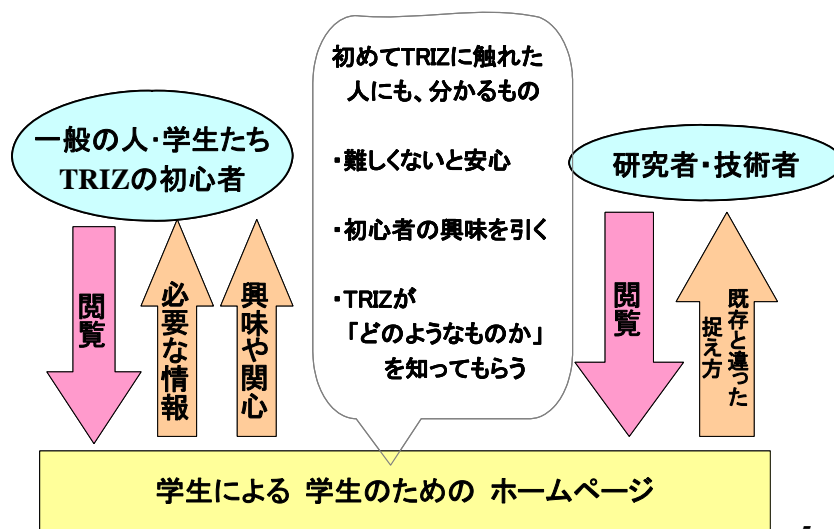 初めてTRIZに触れた
人にも、分かるもの
・難しくないと安心
・初心者の興味を引く
・TRIZが
「どのようなものか」
を知ってもらう
一般の人・学生たち
TRIZの初心者
研究者・技術者
閲覧
必要な情報
興味や関心
閲覧
既存と違った
捉え方
学生による 学生のための ホームページ